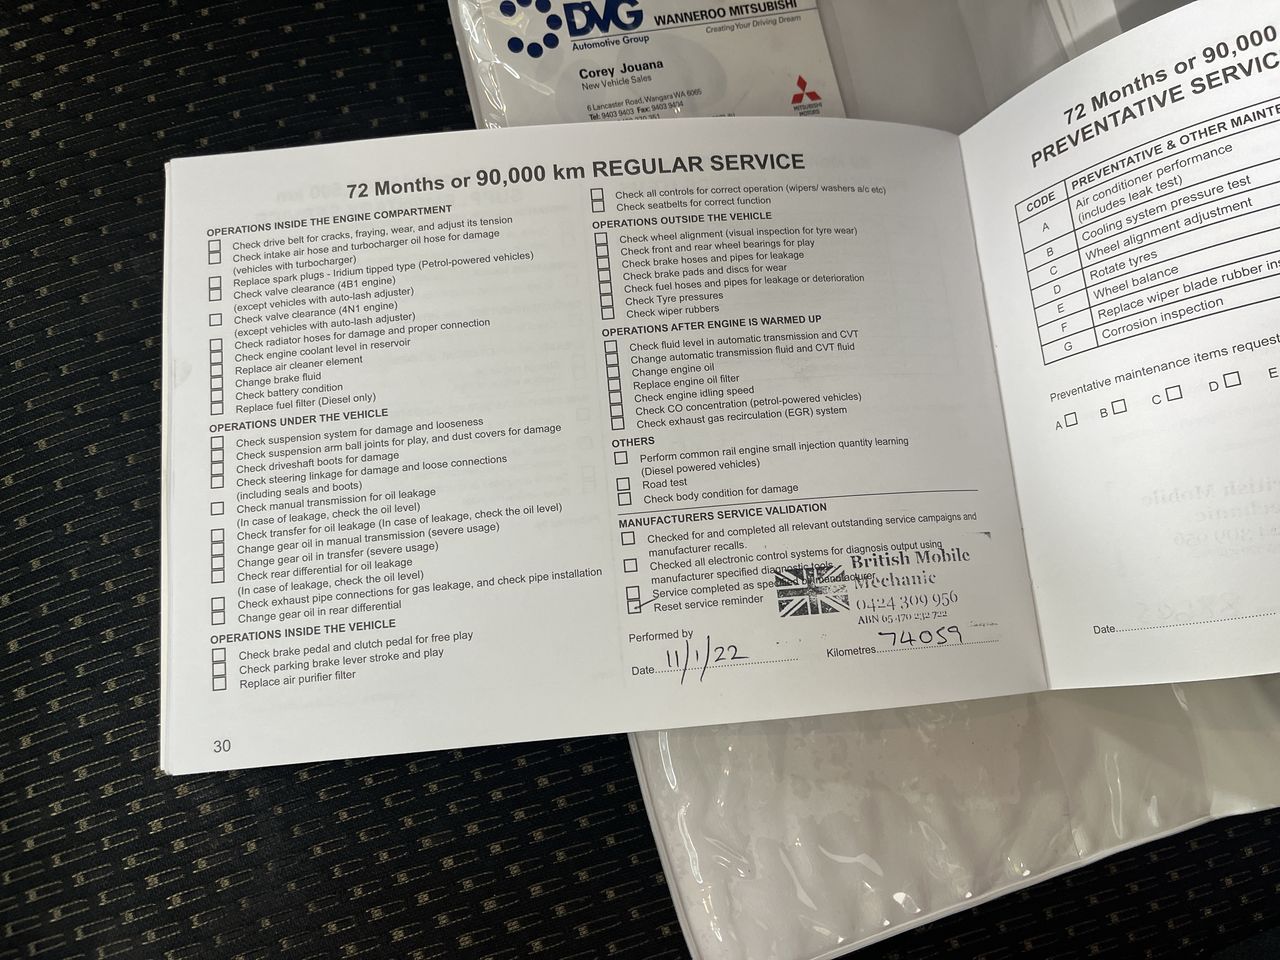 DVG
WANNEROO MITSUBISHI
Creating Your Driving Dream
Automotive Group
Corey Jouana
New Vehicle Sales
6 Lancaster Road, Wangara WA 6065
Tel: 9403 9403 Fax: 9403 9404
MITSUBISHI
MOTORS
72 Months or 90,000 km REGULAR SERVICE
OPERATIONS INSIDE THE ENGINE COMPARTMENT
Check drive belt for cracks, fraying, wear, and adjust its tension
Check intake air hose and turbocharger oil hose for damage
(vehicles with turbocharger)
Replace spark plugs - Iridium tipped type (Petrol-powered vehicles)
Check valve clearance (4B1 engine)
(except vehicles with auto-lash adjuster)
Check valve clearance (4N1 engine)
(except vehicles with auto-lash adjuster)
Check radiator hoses for damage and proper connection
Check engine coolant level in reservoir
Replace air cleaner element
Change brake fluid
Check battery condition
Replace fuel filter (Diesel only)
OPERATIONS UNDER THE VEHICLE
Check suspension system for damage and looseness
Check suspension arm ball joints for play, and dust covers for damage
Check driveshaft boots for damage
Check steering linkage for damage and loose connections
(including seals and boots)
Check manual transmission for oil leakage
(In case of leakage, check the oil level)
Check transfer for oil leakage (In case of leakage, check the oil level)
Change gear oil in manual transmission (severe usage)
Change gear oil in transfer (severe usage)
Check rear differential for oil leakage
(In case of leakage, check the oil level)
Check exhaust pipe connections for gas leakage, and check pipe installation
Change gear oil in rear differential
OPERATIONS INSIDE THE VEHICLE
Check brake pedal and clutch pedal for free play
Check parking brake lever stroke and play
Replace air purifier filter
30
Check all controls for correct operation (wipers/ washers a/c etc)
Check seatbelts for correct function
OPERATIONS OUTSIDE THE VEHICLE
Check wheel alignment (visual inspection for tyre wear)
Check front and rear wheel bearings for play
Check brake hoses and pipes for leakage
Check brake pads and discs for wear
Check fuel hoses and pipes for leakage or deterioration
Check Tyre pressures
Check wiper rubbers
OPERATIONS AFTER ENGINE IS WARMED UP
Check fluid level in automatic transmission and CVT
Change automatic transmission fluid and CVT fluid
Change engine oil
Replace engine oil filter
Check engine idling speed
Check CO concentration (petrol-powered vehicles)
Check exhaust gas recirculation (EGR) system
OTHERS
Perform common rail engine small injection quantity learning
(Diesel powered vehicles)
Road test
Check body condition for damage
MANUFACTURERS SERVICE VALIDATION
Checked for and completed all relevant outstanding service campaigns and
manufacturer recalls.
Checked all electronic control systems for diagnosis output using
manufacturer specified diagnostic tools
Service completed as specified by manufacturer
Reset service reminder
British Mobile
Mechanic
0424 309 956
ABN 65 470 232 722
Performed by
Date 11/1/22
Kilometres 74059
72 Months or 90,000
PREVENTATIVE SERVIC
CODE PREVENTATIVE & OTHER MAINTE
A Air conditioner performance
(includes leak test)
B Cooling system pressure test
C Wheel alignment adjustment
D Rotate tyres
E Wheel balance
F Replace wiper blade rubber ins
G Corrosion inspection
Preventative maintenance items request
A B C D E
Date